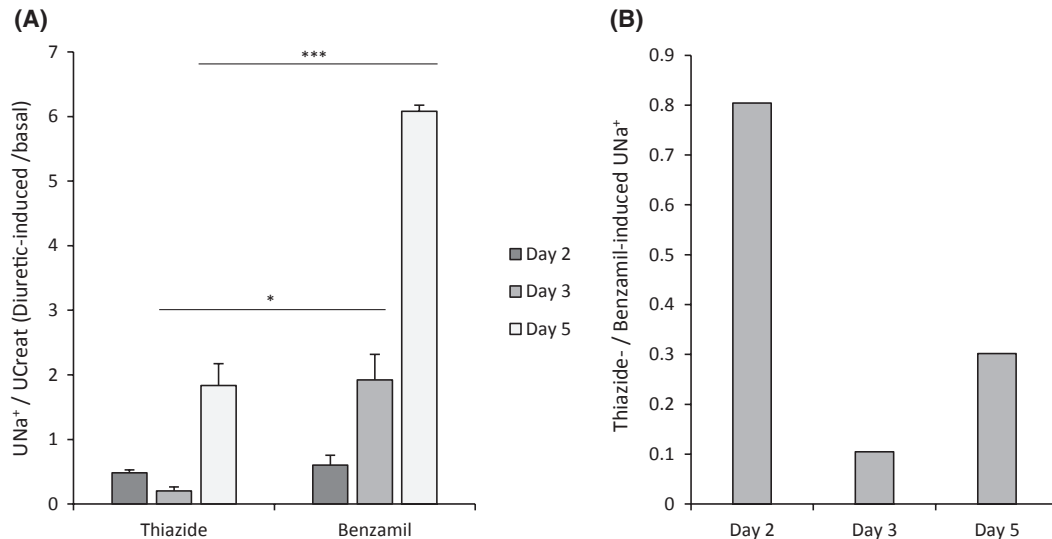 (A)
UNa⁺ / UCreat (Diuretic-induced /basal)
7
6
5
4
3
2
1
0
***
*
Thiazide
Benzamil
Day 2
Day 3
Day 5
(B)
Thiazide- / Benzamil-induced UNa⁺
0.9
0.8
0.7
0.6
0.5
0.4
0.3
0.2
0.1
0
Day 2
Day 3
Day 5